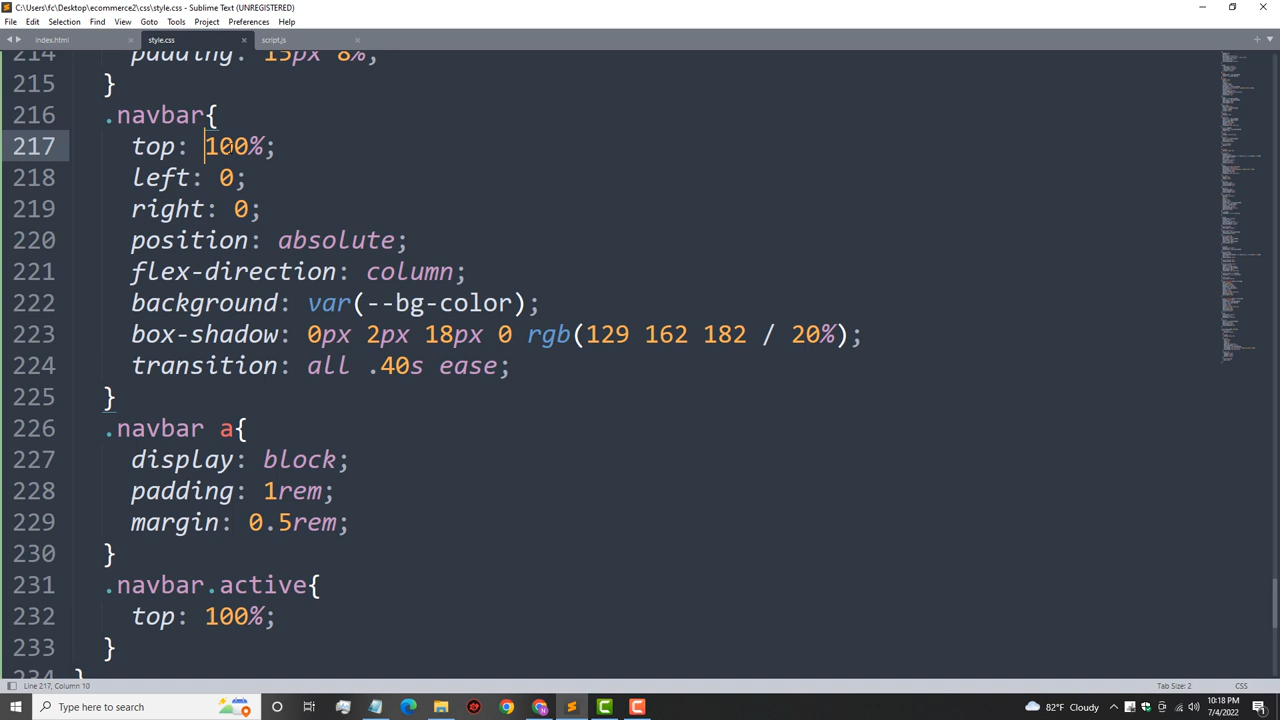 C:\Users\fc\Desktop\ecommerce2\css\style.css - Sublime Text (UNREGISTERED)
File Edit Selection Find View Goto Tools Project Preferences Help
index.html × style.css × script.js ×
214 padding: 15px 8%;
215 }
216 .navbar{
217 top: 100%;
218 left: 0;
219 right: 0;
220 position: absolute;
221 flex-direction: column;
222 background: var(--bg-color);
223 box-shadow: 0px 2px 18px 0 rgb(129 162 182 / 20%);
224 transition: all .40s ease;
225 }
226 .navbar a{
227 display: block;
228 padding: 1rem;
229 margin: 0.5rem;
230 }
231 .navbar.active{
232 top: 100%;
233 }
234 }
Line 217, Column 10 Tab Size: 2 CSS
Type here to search 82°F Cloudy 10:18 PM
7/4/2022